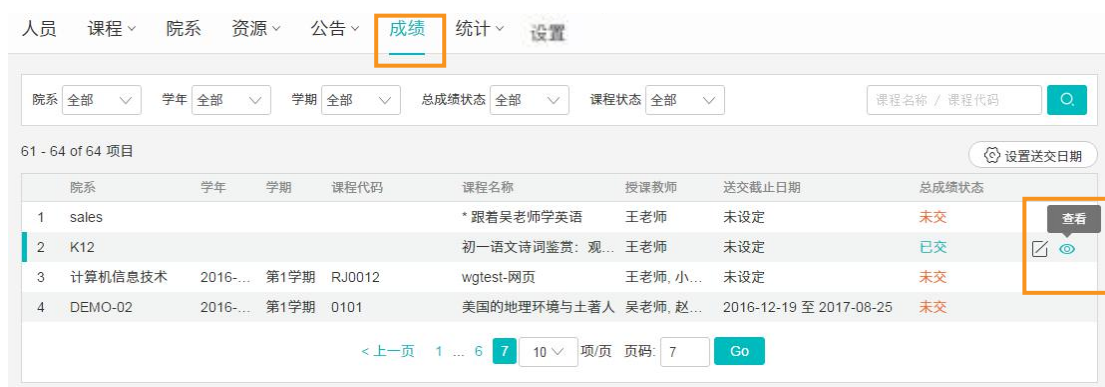 人员 课程 院系 资源 公告 成绩 统计 设置
院系 全部 学年 全部 学期 全部 总成绩状态 全部 课程状态 全部 课程名称 / 课程代码
61 - 64 of 64 项目 设置送交日期
院系 学年 学期 课程代码 课程名称 授课教师 送交截止日期 总成绩状态
1 sales * 跟着吴老师学英语 王老师 未设定 未交 查看
2 K12 初一语文诗词鉴赏：观... 王老师 未设定 已交
3 计算机信息技术 2016-... 第1学期 RJ0012 wgtest-网页 王老师, 小... 未设定 未交
4 DEMO-02 2016-... 第1学期 0101 美国的地理环境与土著人 吴老师, 赵... 2016-12-19 至 2017-08-25 未交
<上一页 1 ... 6 7 10 项/页 页码: 7 Go